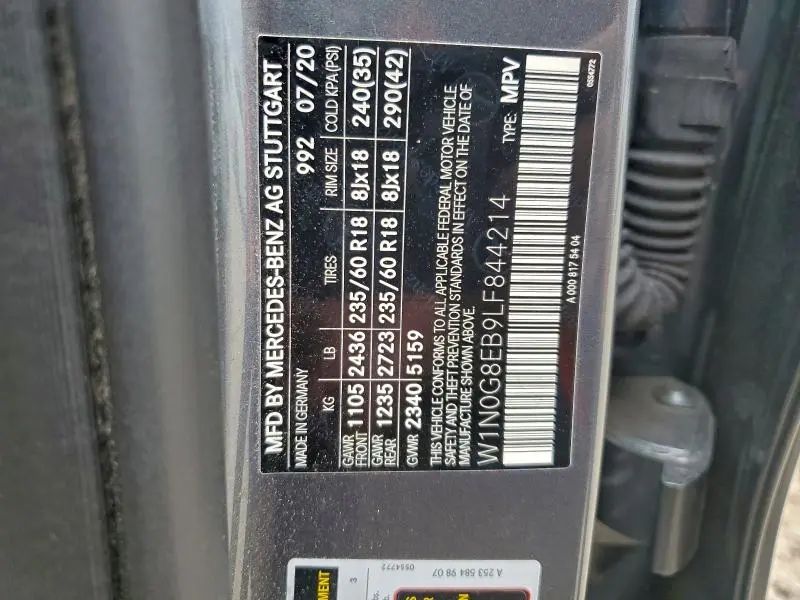 MFD BY MERCEDES-BENZ AG STUTTGART
MADE IN GERMANY 992 07/20
KG LB TIRES RIM SIZE COLD KPA(PSI)
GAWR FRONT 1105 2436 235/60 R18 8Jx18 240(35)
GAWR REAR 1235 2723 235/60 R18 8Jx18 290(42)
GVWR 2340 5159
THIS VEHICLE CONFORMS TO ALL APPLICABLE FEDERAL MOTOR VEHICLE
SAFETY AND THEFT PREVENTION STANDARDS IN EFFECT ON THE DATE OF
MANUFACTURE SHOWN ABOVE.
W1N0G8EB9LF844214 TYPE: MPV
A 000 817 54 04
0554772
A 253 584 98 07
0554772
3